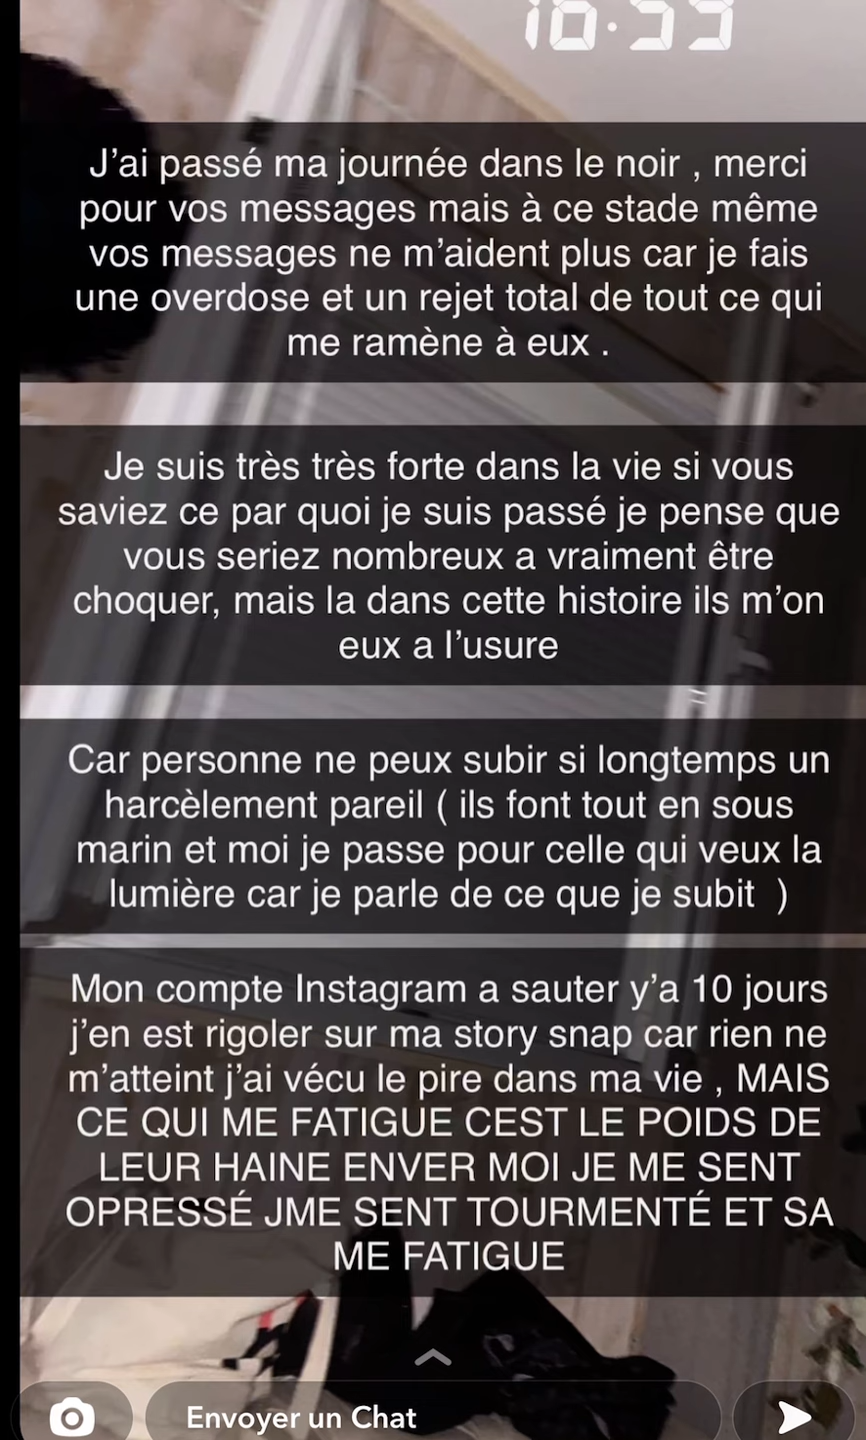 J'ai passé ma journée dans le noir , merci
pour vos messages mais à ce stade même
vos messages ne m'aident plus car je fais
une overdose et un rejet total de tout ce qui
me ramène à eux .
Je suis très très forte dans la vie si vous
saviez ce par quoi je suis passé je pense que
vous seriez nombreux a vraiment être
choquer, mais la dans cette histoire ils m'on
eux a l'usure
Car personne ne peux subir si longtemps un
harcèlement pareil ( ils font tout en sous
marin et moi je passe pour celle qui veux la
lumière car je parle de ce que je subit  )
Mon compte Instagram a sauter y'a 10 jours
j'en est rigoler sur ma story snap car rien ne
m'atteint j'ai vécu le pire dans ma vie , MAIS
CE QUI ME FATIGUE CEST LE POIDS DE
LEUR HAINE ENVER MOI JE ME SENT
OPRESSÉ JME SENT TOURMENTÉ ET SA
ME FATIGUE
Envoyer un Chat